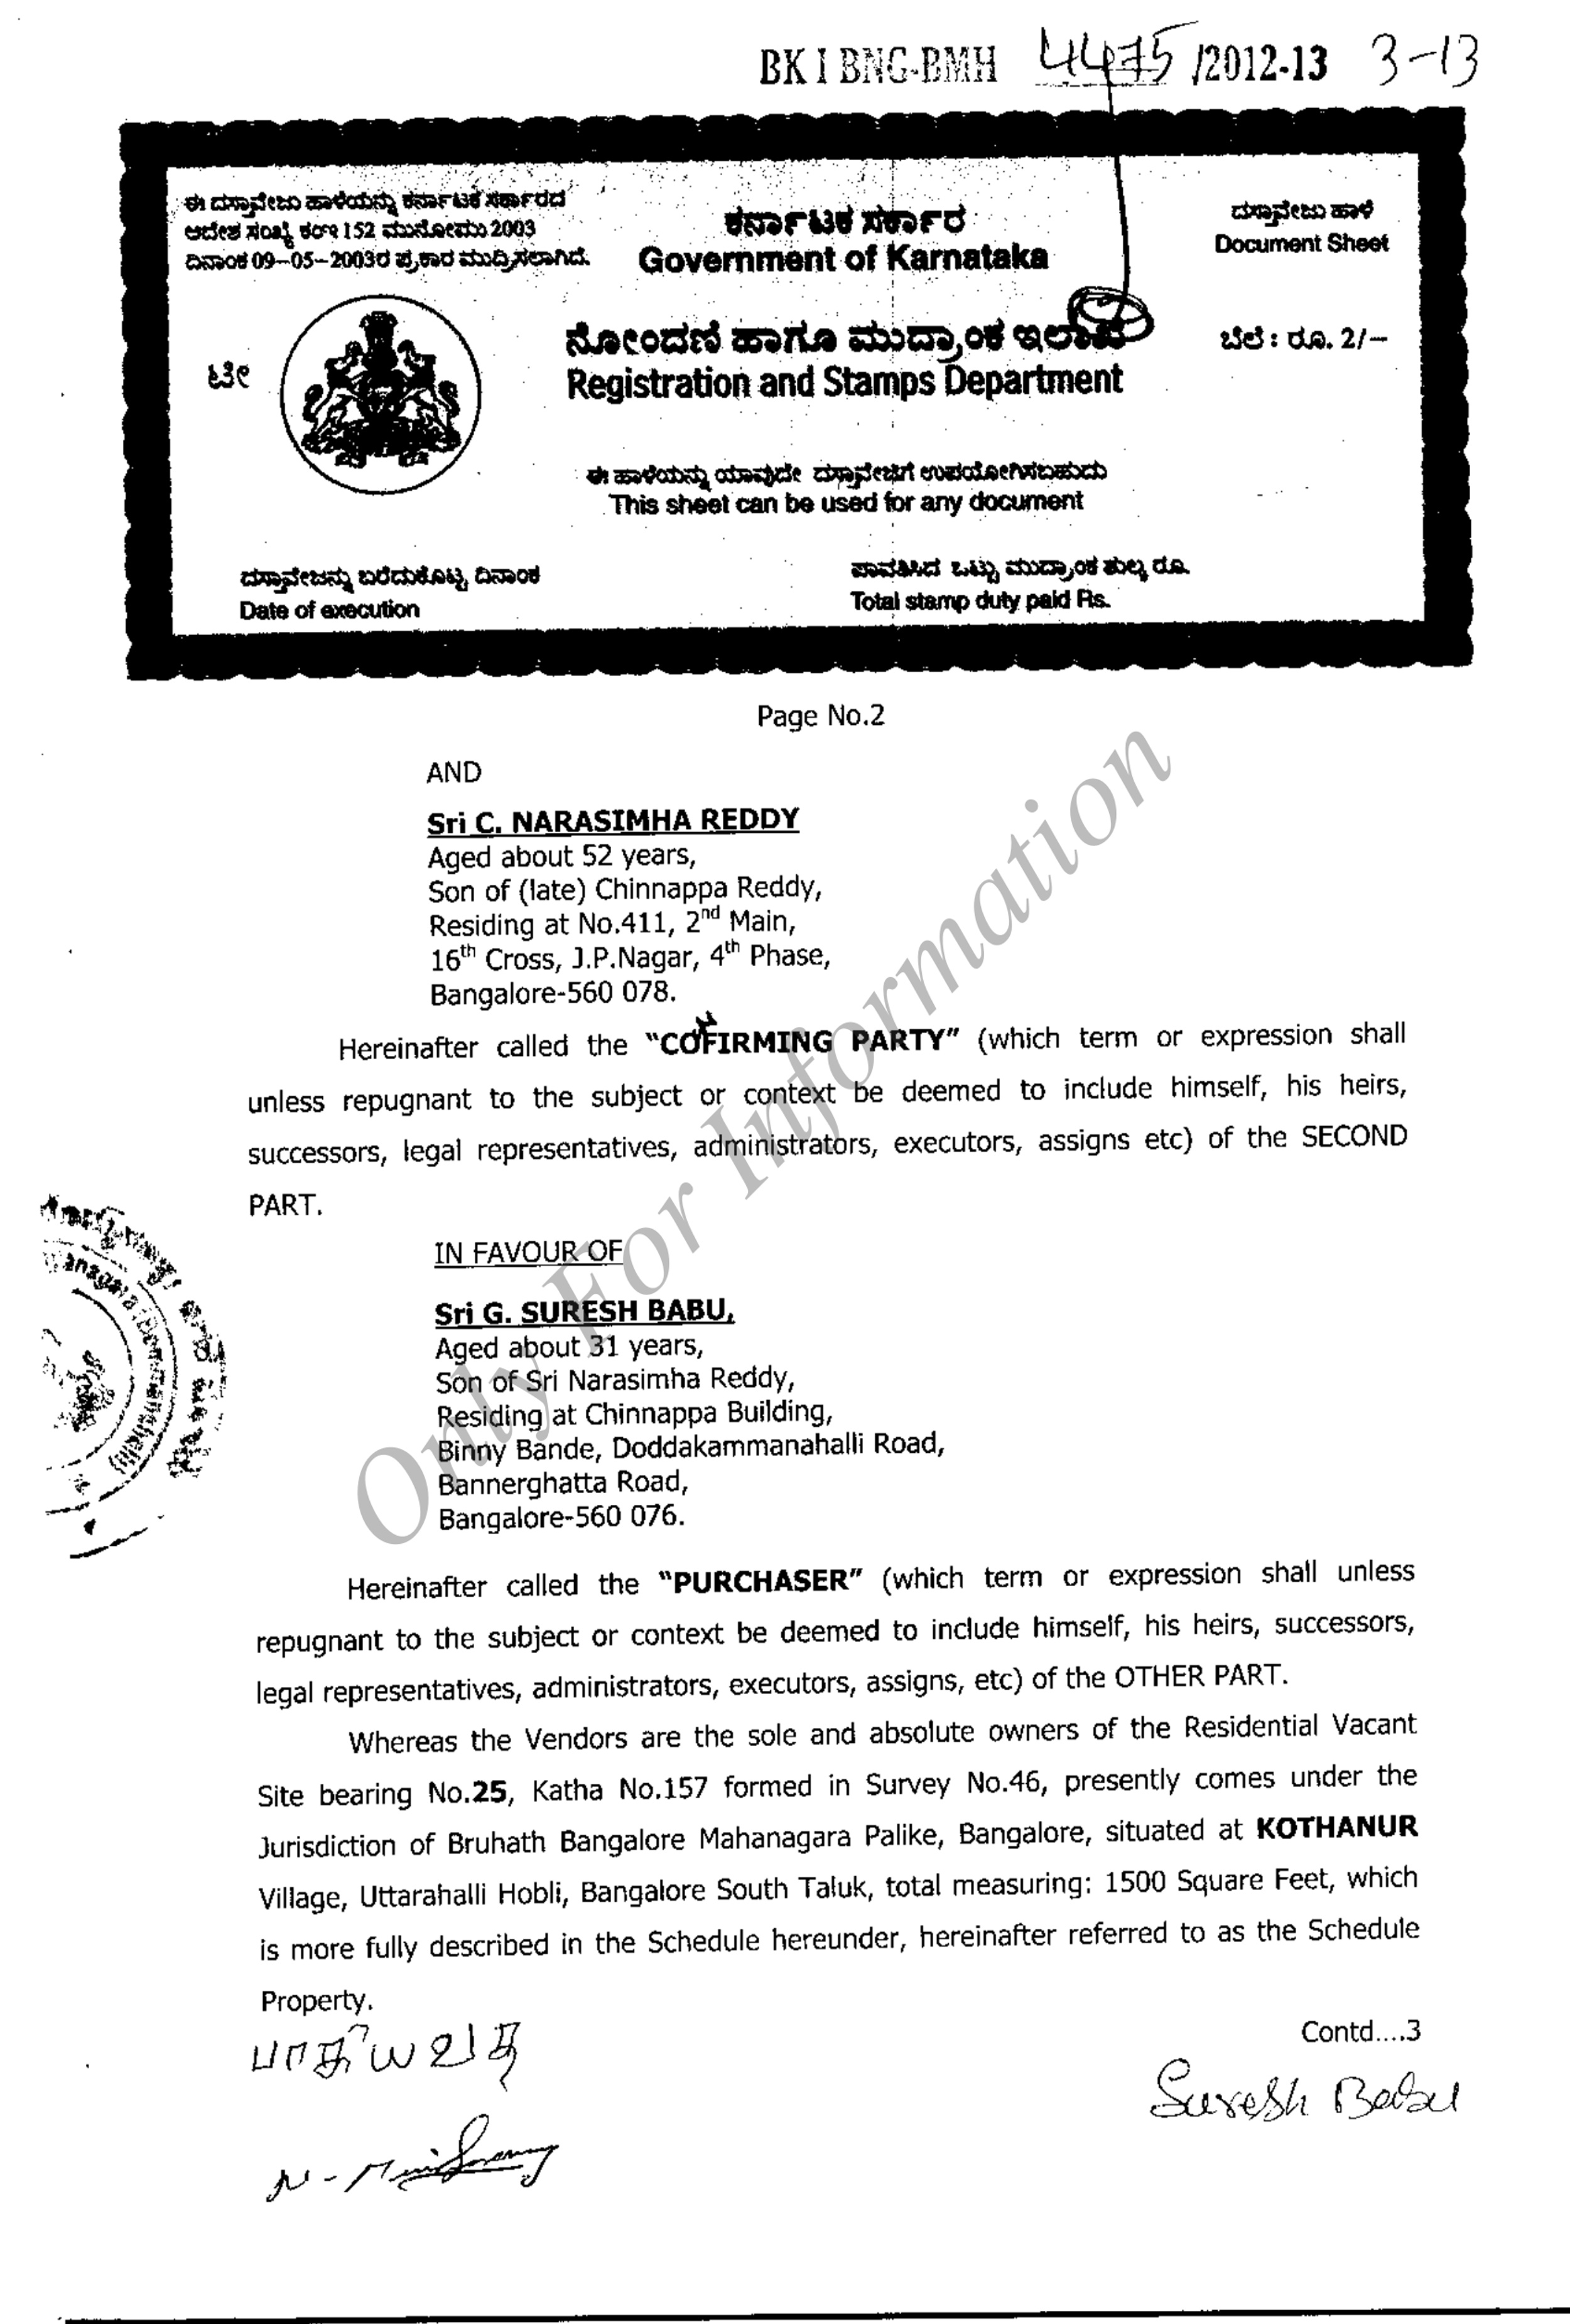 BK I BNG-BMH 4475 /2012-13 3-13
ಈ ದಸ್ತಾವೇಜು ಹಾಳೆಯನ್ನು ಕರ್ನಾಟಕ ಸರ್ಕಾರದ
ಆದೇಶ ಸಂಖ್ಯೆ ಕಂಇ 152 ಮುನೋಮು 2003
ದಿನಾಂಕ 09-05-2003ರ ಪ್ರಕಾರ ಮುದ್ರಿಸಲಾಗಿದೆ.
ಕರ್ನಾಟಕ ಸರ್ಕಾರ
Government of Karnataka
ದಸ್ತಾವೇಜು ಹಾಳೆ
Document Sheet
ಟೀ
ನೋಂದಣಿ ಹಾಗೂ ಮುದ್ರಾಂಕ ಇಲಾಖೆ
Registration and Stamps Department
ಬೆಲೆ : ರೂ. 2/-
ಈ ಹಾಳೆಯನ್ನು ಯಾವುದೇ ದಸ್ತಾವೇಜಿಗೆ ಉಪಯೋಗಿಸಬಹುದು
This sheet can be used for any document
ದಸ್ತಾವೇಜನ್ನು ಬರೆದುಕೊಟ್ಟ ದಿನಾಂಕ
Date of execution
ಪಾವತಿಸಿದ ಒಟ್ಟು ಮುದ್ರಾಂಕ ಶುಲ್ಕ ರೂ.
Total stamp duty paid Rs.
Page No.2
AND
Sri C. NARASIMHA REDDY
Aged about 52 years,
Son of (late) Chinnappa Reddy,
Residing at No.411, 2nd Main,
16th Cross, J.P.Nagar, 4th Phase,
Bangalore-560 078.
Hereinafter called the "COFIRMING PARTY" (which term or expression shall
unless repugnant to the subject or context be deemed to include himself, his heirs,
successors, legal representatives, administrators, executors, assigns etc) of the SECOND
PART.
IN FAVOUR OF
Sri G. SURESH BABU,
Aged about 31 years,
Son of Sri Narasimha Reddy,
Residing at Chinnappa Building,
Binny Bande, Doddakammanahalli Road,
Bannerghatta Road,
Bangalore-560 076.
Hereinafter called the "PURCHASER" (which term or expression shall unless
repugnant to the subject or context be deemed to include himself, his heirs, successors,
legal representatives, administrators, executors, assigns, etc) of the OTHER PART.
Whereas the Vendors are the sole and absolute owners of the Residential Vacant
Site bearing No.25, Katha No.157 formed in Survey No.46, presently comes under the
Jurisdiction of Bruhath Bangalore Mahanagara Palike, Bangalore, situated at KOTHANUR
Village, Uttarahalli Hobli, Bangalore South Taluk, total measuring: 1500 Square Feet, which
is more fully described in the Schedule hereunder, hereinafter referred to as the Schedule
Property.
Contd....3
Suresh Babu
Only For Information